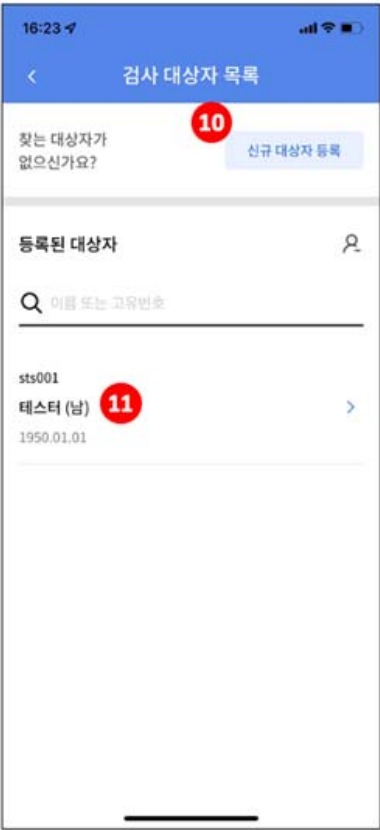 16:23
검사 대상자 목록
10
찾는 대상자가
없으신가요?
신규 대상자 등록
등록된 대상자
이름 또는 고유번호
sts001
테스터 (남)
11
1950.01.01